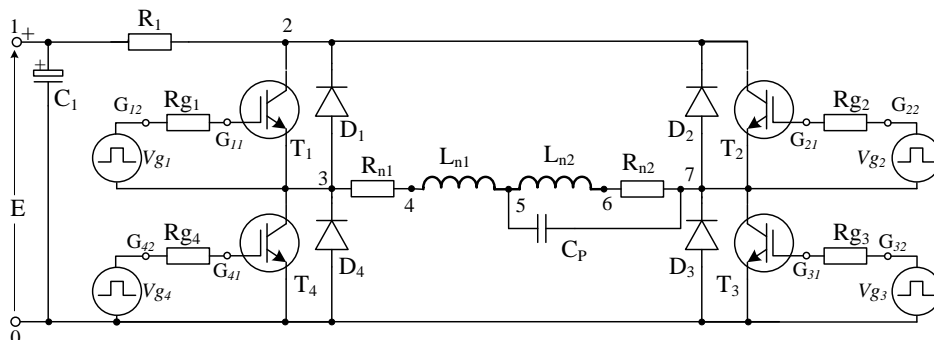 1 + R1 2
+
C1
G12 Rg1 G11 T1 D1 D2 T2 G21 Rg2 G22
Vg1 Vg2
3 Rn1 4 Ln1 5 Ln2 6 Rn2 7
E
CP
G42 Rg4 G41 T4 D4 D3 T3 G31 Rg3 G32
Vg4 Vg3
0